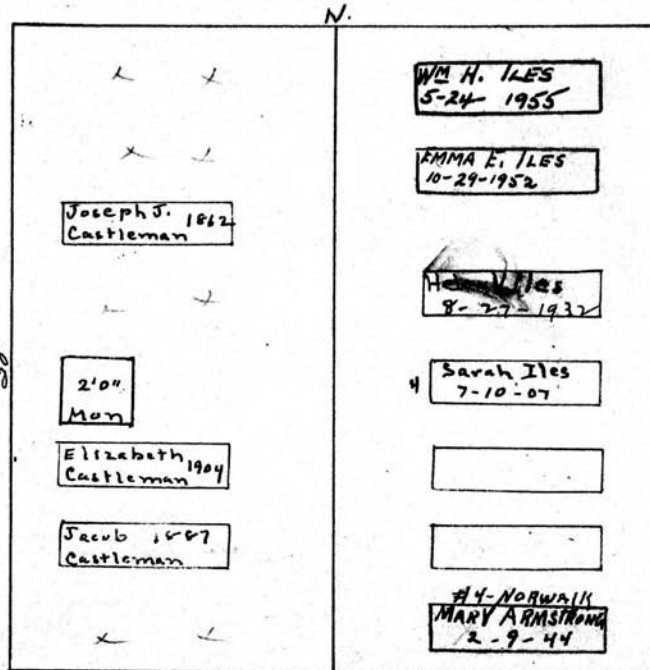 N.
Joseph J. 1862
Castleman
2'0"
Mon
Elizabeth 1904
Castleman
Jacob 1887
Castleman
WM H. ILES
5-24 1955
EMMA E. ILES
10-29-1952
Iles
8-27-1932
4
Sarah Iles
7-10-07
#4-NORWALK
MARY ARMSTRONG
2-9-44